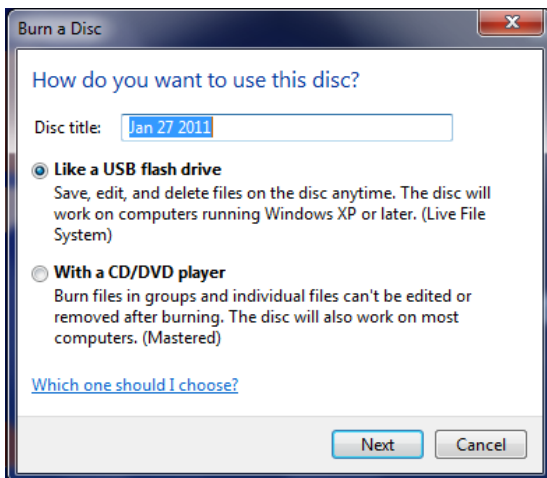 Burn a Disc
How do you want to use this disc?
Disc title: Jan 27 2011
Like a USB flash drive
Save, edit, and delete files on the disc anytime. The disc will
work on computers running Windows XP or later. (Live File
System)
With a CD/DVD player
Burn files in groups and individual files can't be edited or
removed after burning. The disc will also work on most
computers. (Mastered)
Which one should I choose?
Next Cancel